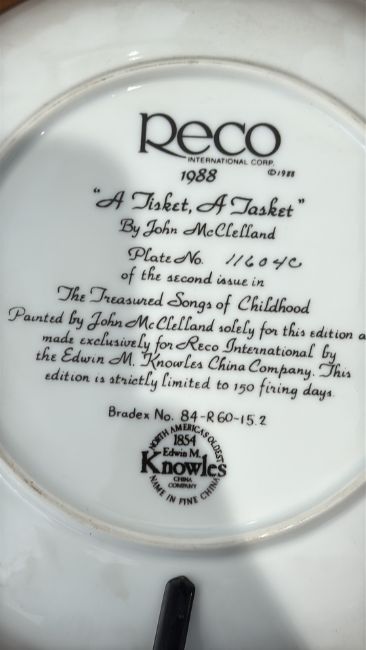 Reco
INTERNATIONAL CORP.
©1988
1988
"A Tisket, A Tasket"
By John McClelland
Plate No. 11604C
of the second issue in
The Treasured Songs of Childhood
Painted by John McClelland solely for this edition a
made exclusively for Reco International by
the Edwin M. Knowles China Company. This
edition is strictly limited to 150 firing days.
Bradex No. 84-R60-15.2
NORTH AMERICA'S OLDEST
1854
Edwin M.
Knowles
CHINA
COMPANY
NAME IN FINE CHINA